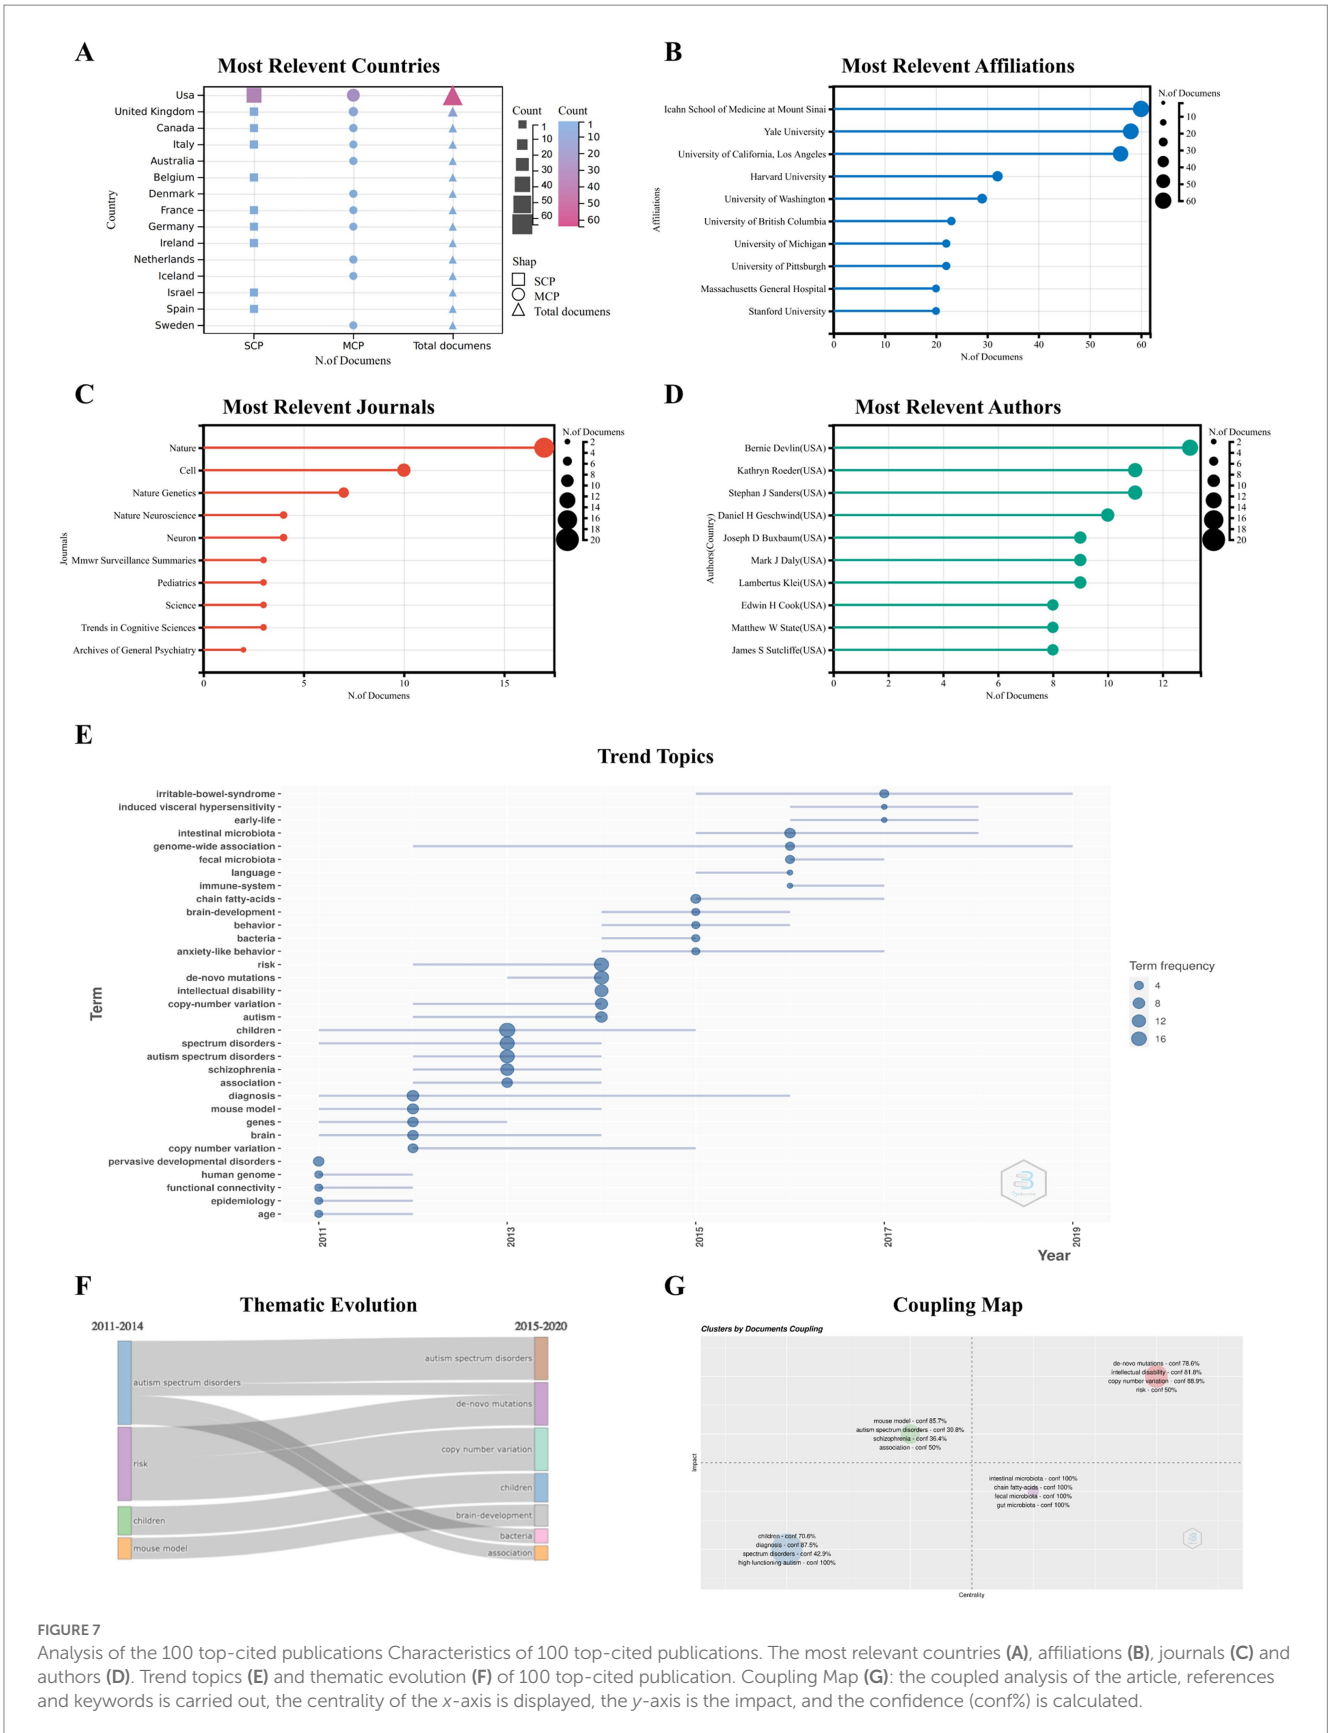 A
Most Relevent Countries
Usa
United Kingdom
Canada
Italy
Australia
Belgium
Denmark
France
Germany
Ireland
Netherlands
Iceland
Israel
Spain
Sweden
Country
SCP
MCP
Total documens
N.of Documens
Count
1
10
20
30
40
50
60
Count
1
10
20
30
40
50
60
Shap
SCP
MCP
Total documens
B
Most Relevent Affiliations
Icahn School of Medicine at Mount Sinai
Yale University
University of California, Los Angeles
Harvard University
University of Washington
University of British Columbia
University of Michigan
University of Pittsburgh
Massachusetts General Hospital
Stanford University
Affiliations
0 10 20 30 40 50 60
N.of Documens
N.of Documens
10
20
30
40
50
60
C
Most Relevent Journals
Nature
Cell
Nature Genetics
Nature Neuroscience
Neuron
Mmwr Surveillance Summaries
Pediatrics
Science
Trends in Cognitive Sciences
Archives of General Psychiatry
Journals
0 5 10 15
N.of Documens
N.of Documens
2
4
6
8
10
12
14
16
18
20
D
Most Relevent Authors
Bernie Devlin(USA)
Kathryn Roeder(USA)
Stephan J Sanders(USA)
Daniel H Geschwind(USA)
Joseph D Buxbaum(USA)
Mark J Daly(USA)
Lambertus Klei(USA)
Edwin H Cook(USA)
Matthew W State(USA)
James S Sutcliffe(USA)
Authors(Country)
0 2 4 6 8 10 12
N.of Documens
N.of Documens
2
4
6
8
10
12
14
16
18
20
E
Trend Topics
irritable-bowel-syndrome
induced visceral hypersensitivity
early-life
intestinal microbiota
genome-wide association
fecal microbiota
language
immune-system
chain fatty-acids
brain-development
behavior
bacteria
anxiety-like behavior
risk
de-novo mutations
intellectual disability
copy-number variation
autism
children
spectrum disorders
autism spectrum disorders
schizophrenia
association
diagnosis
mouse model
genes
brain
copy number variation
pervasive developmental disorders
human genome
functional connectivity
epidemiology
age
Term
2011 2013 2015 2017 2019
Year
Term frequency
4
8
12
16
F
Thematic Evolution
2011-2014
2015-2020
autism spectrum disorders
risk
children
mouse model
autism spectrum disorders
de-novo mutations
copy number variation
children
brain-development
bacteria
association
G
Coupling Map
Clusters by Documents Coupling
de-novo mutations - conf 78.6%
intellectual disability - conf 81.8%
copy number variation - conf 88.9%
risk - conf 50%
mouse model - conf 85.7%
autism spectrum disorders - conf 30.8%
schizophrenia - conf 36.4%
association - conf 50%
intestinal microbiota - conf 100%
chain fatty-acids - conf 100%
fecal microbiota - conf 100%
gut microbiota - conf 100%
children - conf 70.6%
diagnosis - conf 87.5%
spectrum disorders - conf 42.9%
high-functioning autism - conf 100%
Impact
Centrality
FIGURE 7
Analysis of the 100 top-cited publications Characteristics of 100 top-cited publications. The most relevant countries (A), affiliations (B), journals (C) and
authors (D). Trend topics (E) and thematic evolution (F) of 100 top-cited publication. Coupling Map (G): the coupled analysis of the article, references
and keywords is carried out, the centrality of the x-axis is displayed, the y-axis is the impact, and the confidence (conf%) is calculated.